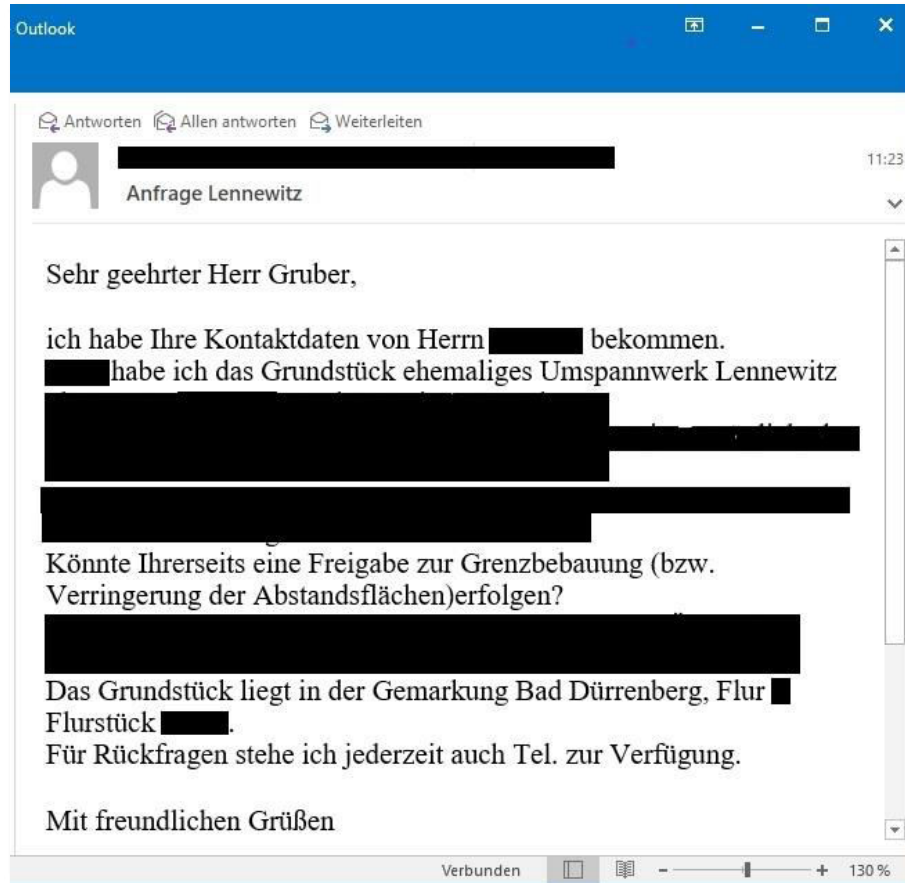 Outlook
Antworten Allen antworten Weiterleiten
11:23
Anfrage Lennewitz
Sehr geehrter Herr Gruber,
ich habe Ihre Kontaktdaten von Herrn bekommen.
habe ich das Grundstück ehemaliges Umspannwerk Lennewitz
Könnte Ihrerseits eine Freigabe zur Grenzbebauung (bzw.
Verringerung der Abstandsflächen)erfolgen?
Das Grundstück liegt in der Gemarkung Bad Dürrenberg, Flur
Flurstück .
Für Rückfragen stehe ich jederzeit auch Tel. zur Verfügung.
Mit freundlichen Grüßen
Verbunden 130 %